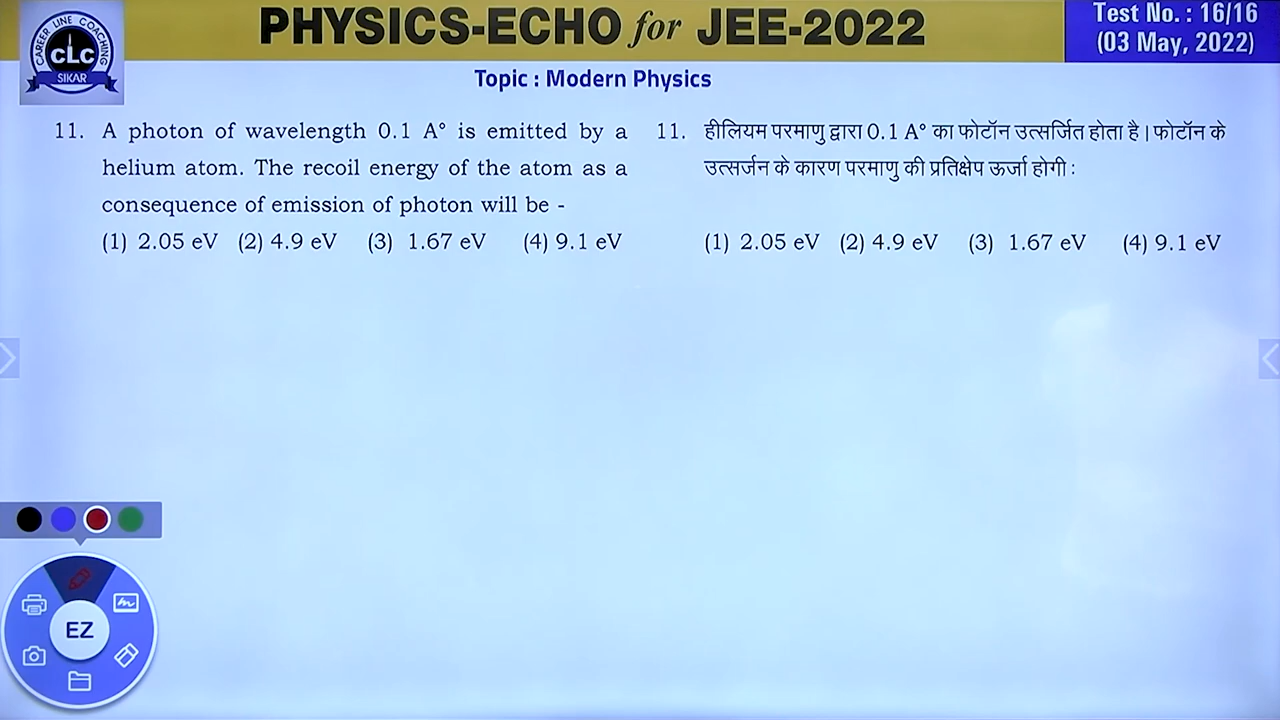 PHYSICS-ECHO for JEE-2022
Test No. : 16/16
(03 May, 2022)
CAREER LINE COACHING
CLC
SIKAR
Topic : Modern Physics
11. A photon of wavelength 0.1 A° is emitted by a
helium atom. The recoil energy of the atom as a
consequence of emission of photon will be -
(1) 2.05 eV (2) 4.9 eV (3) 1.67 eV (4) 9.1 eV
11. हीलियम परमाणु द्वारा 0.1 A° का फोटॉन उत्सर्जित होता है। फोटॉन के
उत्सर्जन के कारण परमाणु की प्रतिक्षेप ऊर्जा होगी :
(1) 2.05 eV (2) 4.9 eV (3) 1.67 eV (4) 9.1 eV
EZ